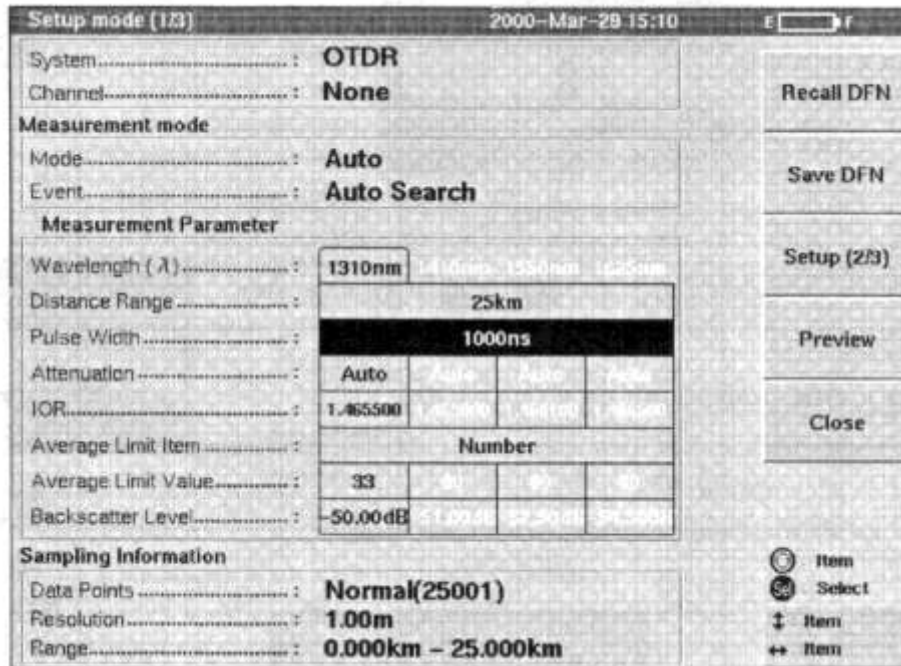 Setup mode (1/3) 2000-Mar-29 15:10 E F
System : OTDR
Channel : None
Measurement mode
Mode : Auto
Event : Auto Search
Measurement Parameter
Wavelength (λ) : 1310nm
Distance Range : 25km
Pulse Width : 1000ns
Attenuation : Auto
IOR : 1.465500
Average Limit Item : Number
Average Limit Value : 33
Backscatter Level : -50.00dB
Sampling Information
Data Points : Normal(25001)
Resolution : 1.00m
Range : 0.000km - 25.000km
Recall DFN
Save DFN
Setup (2/3)
Preview
Close
Item
Sel Select
↕ Item
↔ Item